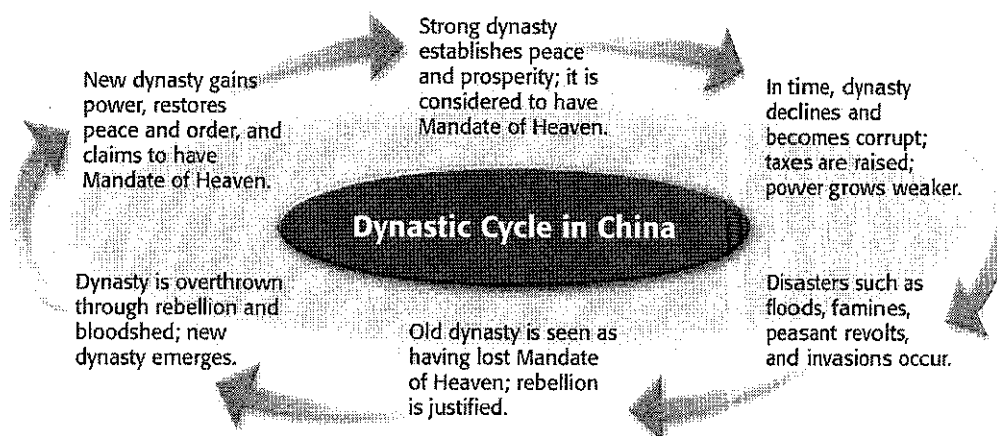 Strong dynasty
establishes peace
and prosperity; it is
considered to have
Mandate of Heaven.
In time, dynasty
declines and
becomes corrupt;
taxes are raised;
power grows weaker.
Disasters such as
floods, famines,
peasant revolts,
and invasions occur.
Old dynasty is seen as
having lost Mandate
of Heaven; rebellion
is justified.
Dynasty is overthrown
through rebellion and
bloodshed; new
dynasty emerges.
New dynasty gains
power, restores
peace and order, and
claims to have
Mandate of Heaven.
Dynastic Cycle in China